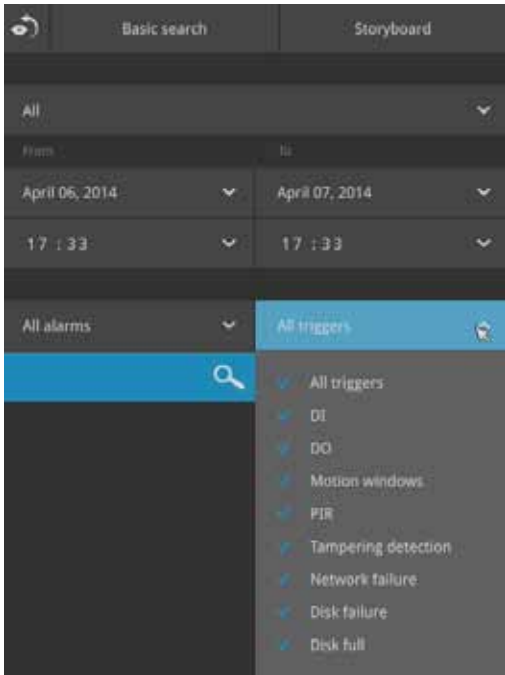 Basic search
Storyboard
All
From
To
April 06, 2014
April 07, 2014
17 : 33
17 : 33
All alarms
All triggers
All triggers
DI
DO
Motion windows
PIR
Tampering detection
Network failure
Disk failure
Disk full